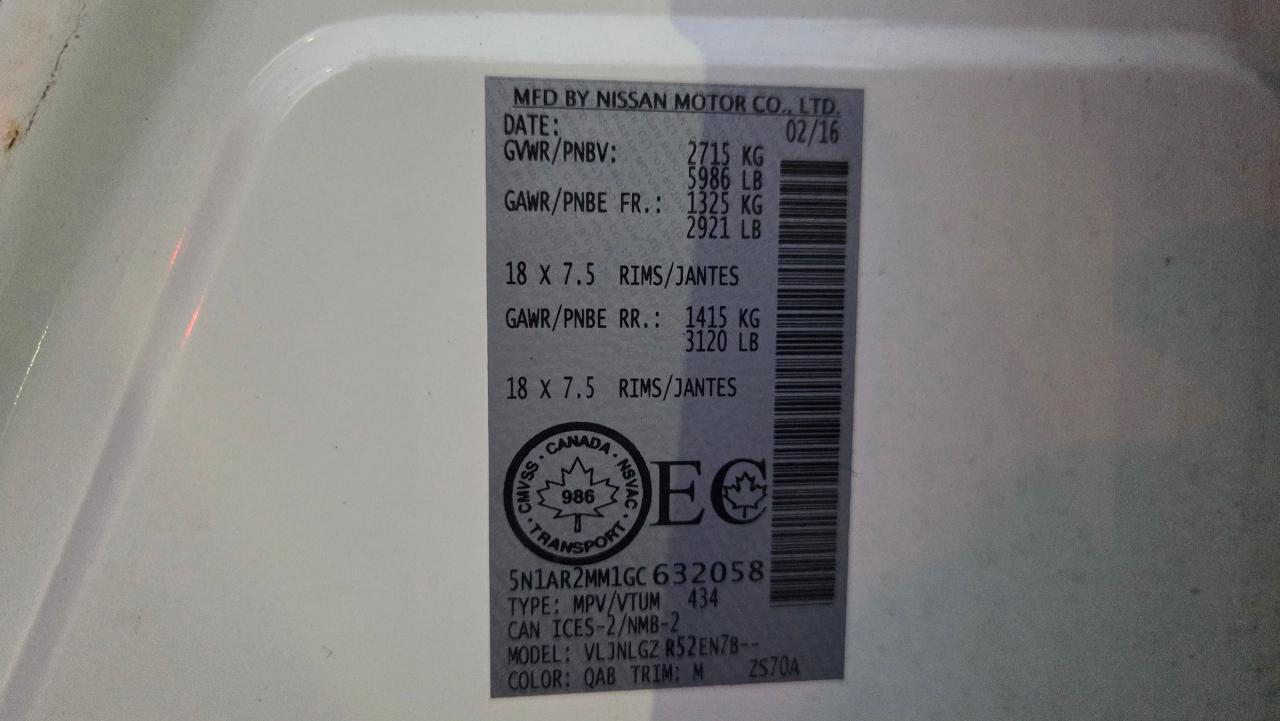 MFD BY NISSAN MOTOR CO., LTD.
DATE: 02/16
GVWR/PNBV: 2715 KG
5986 LB
GAWR/PNBE FR.: 1325 KG
2921 LB
18 X 7.5 RIMS/JANTES
GAWR/PNBE RR.: 1415 KG
3120 LB
18 X 7.5 RIMS/JANTES
CMVSS · CANADA · NSVAC · TRANSPORT ·
986
EC
5N1AR2MM1GC632058
TYPE: MPV/VTUM 434
CAN ICES-2/NMB-2
MODEL: VLJNLGZ R52EN7B--
COLOR: QAB TRIM: M ZS70A